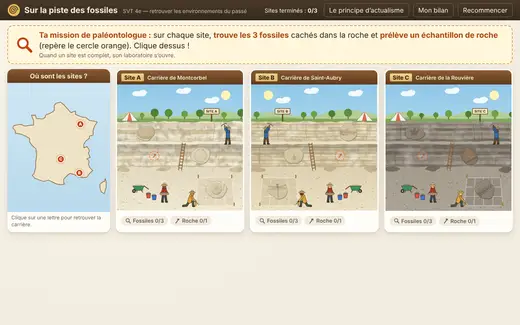 Sur la piste des fossiles SVT 4e — retrouver les environnements du passé Sites terminés : 0/3 Le principe d'actualisme Mon bilan Recommencer
Ta mission de paléontologue : sur chaque site, trouve les 3 fossiles cachés dans la roche et prélève un échantillon de roche
(repère le cercle orange). Clique dessus !
Quand un site est complet, son laboratoire s'ouvre.
Où sont les sites ?
A
C
B
Clique sur une lettre pour retrouver la
carrière.
Site A Carrière de Montcorbel
SITE A
Fossiles 0/3 Roche 0/1
Site B Carrière de Saint-Aubry
SITE B
Fossiles 0/3 Roche 0/1
Site C Carrière de la Rouvière
SITE C
Fossiles 0/3 Roche 0/1